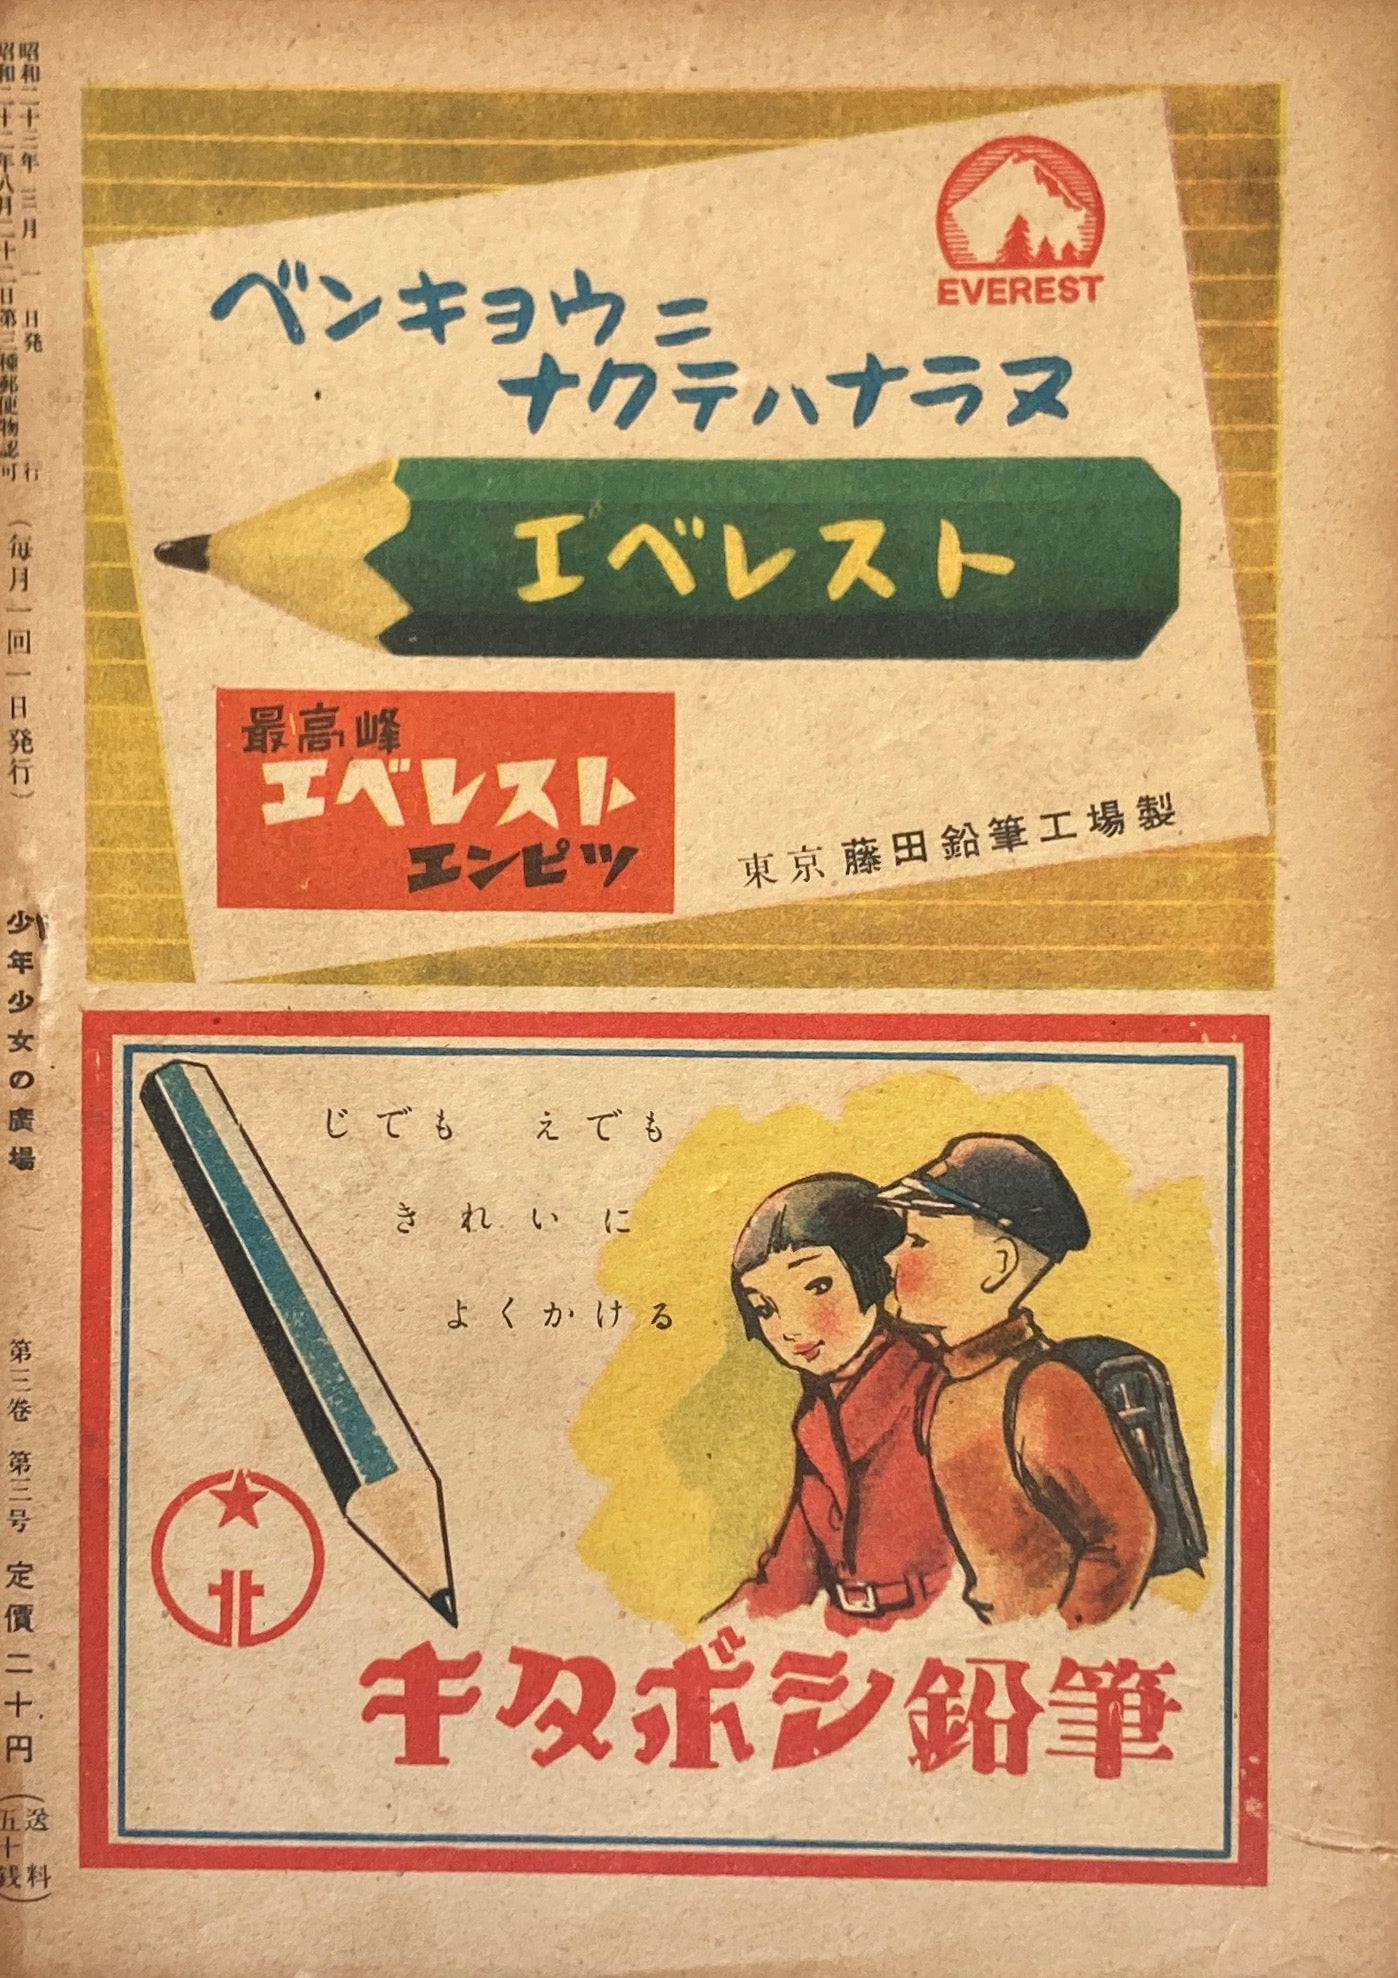 昭和二十三年三月一日発行
昭和二十二年八月二十二日第三種郵便物認可
(毎月一回一日発行)
少年少女の廣場
第三巻 第三号
定價二十円
(送料五十銭)
EVEREST
ベンキョウニ
ナクテハナラヌ
エベレスト
最高峰
エベレスト
エンピツ
東京 藤田鉛筆工場製
じでも えでも
きれいに
よくかける
北
キタボシ鉛筆